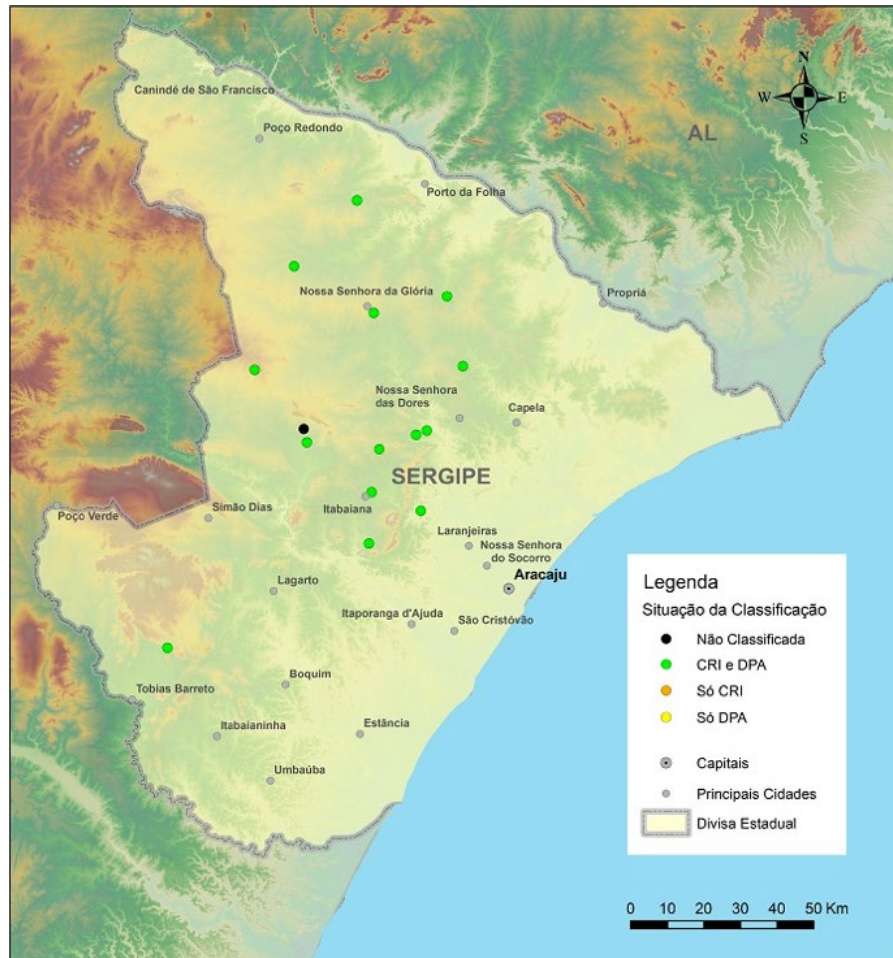 N
W
E
S
AL
Canindé de São Francisco
Poço Redondo
Porto da Folha
Nossa Senhora da Glória
Propriá
Nossa Senhora
das Dores
Capela
SERGIPE
Itabaiana
Poço Verde
Simão Dias
Laranjeiras
Nossa Senhora
do Socorro
Aracaju
Lagarto
Itaporanga d'Ajuda
São Cristóvão
Boquim
Tobias Barreto
Itabaianinha
Estância
Umbaúba
Legenda
Situação da Classificação
Não Classificada
CRI e DPA
Só CRI
Só DPA
Capitais
Principais Cidades
Divisa Estadual
0 10 20 30 40 50 Km